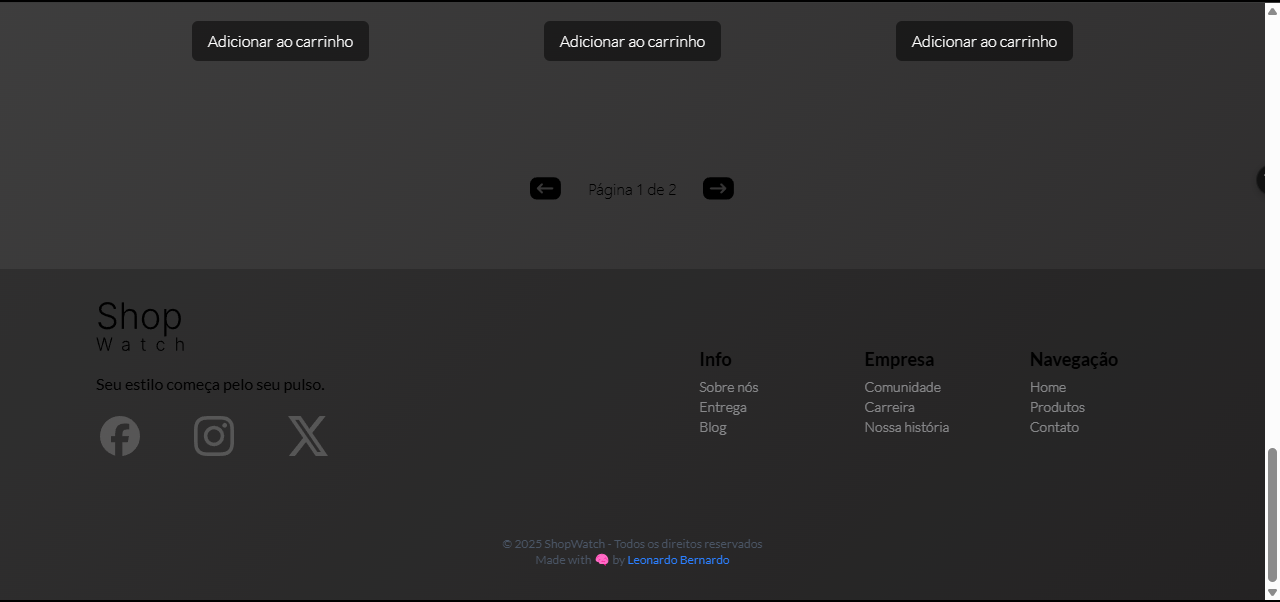 Adicionar ao carrinho
Adicionar ao carrinho
Adicionar ao carrinho
Página 1 de 2
Shop
Watch
Seu estilo começa pelo seu pulso.
Info
Sobre nós
Entrega
Blog
Empresa
Comunidade
Carreira
Nossa história
Navegação
Home
Produtos
Contato
© 2025 ShopWatch - Todos os direitos reservados
Made with 🧠 by Leonardo Bernardo